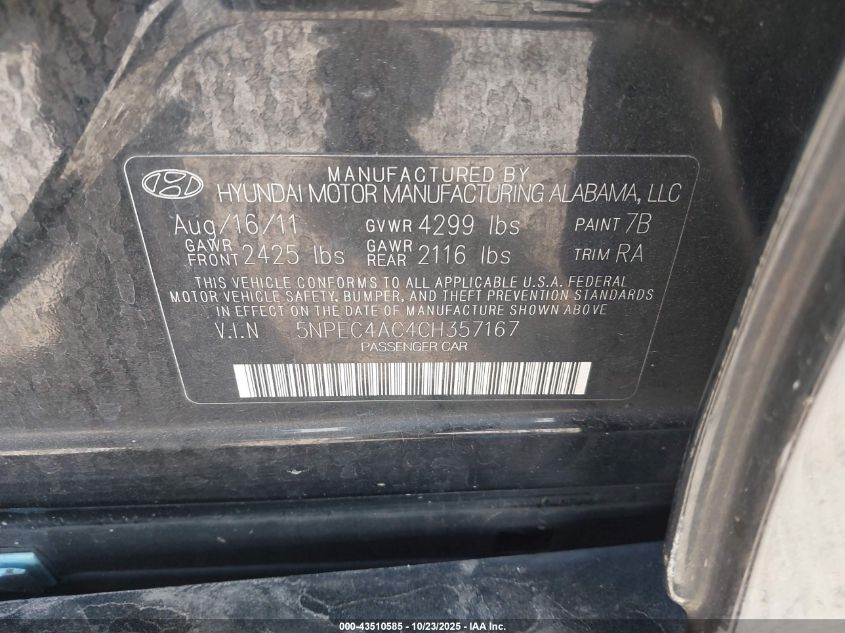 MANUFACTURED BY
HYUNDAI MOTOR MANUFACTURING ALABAMA, LLC
Aug/16/11 GVWR 4299 lbs PAINT 7B
GAWR FRONT 2425 lbs GAWR REAR 2116 lbs TRIM RA
THIS VEHICLE CONFORMS TO ALL APPLICABLE U.S.A. FEDERAL
MOTOR VEHICLE SAFETY, BUMPER, AND THEFT PREVENTION STANDARDS
IN EFFECT ON THE DATE OF MANUFACTURE SHOWN ABOVE
V.I.N 5NPEC4AC4CH357167
PASSENGER CAR
000-43510585 - 10/23/2025 - IAA Inc.